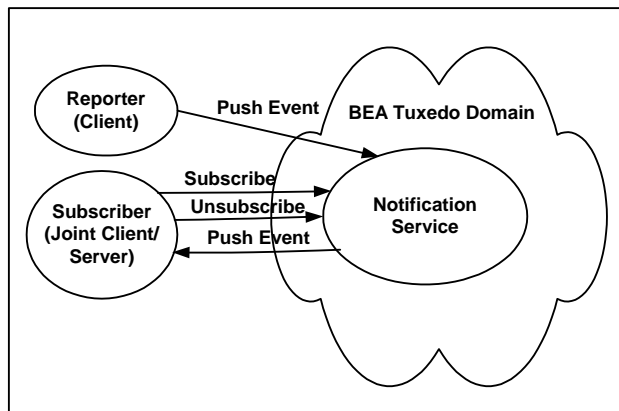 Reporter
(Client)
Push Event
BEA Tuxedo Domain
Subscribe
Subscriber
(Joint Client/
Server)
Unsubscribe
Push Event
Notification
Service